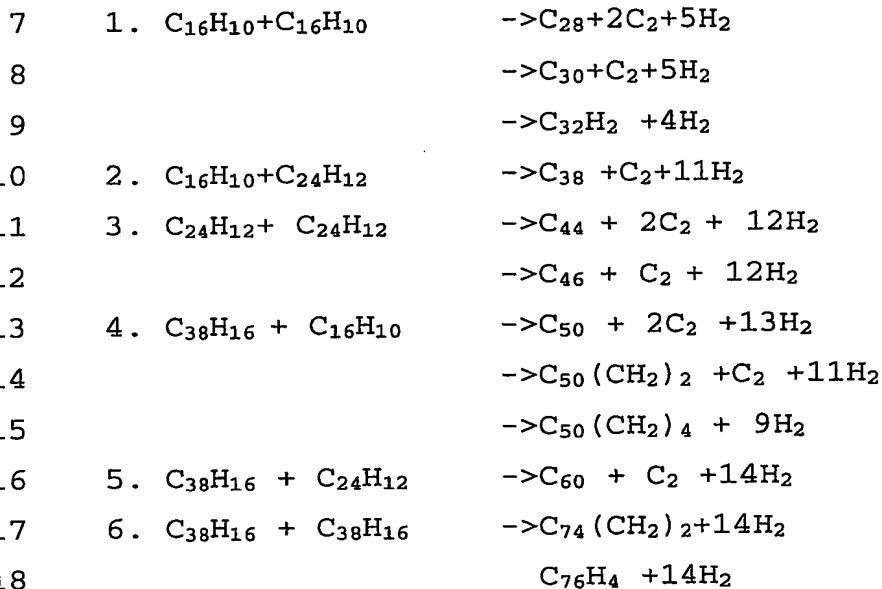 7 1. C₁₆H₁₀+C₁₆H₁₀ ->C₂₈+2C₂+5H₂
8 ->C₃₀+C₂+5H₂
9 ->C₃₂H₂ +4H₂
10 2. C₁₆H₁₀+C₂₄H₁₂ ->C₃₈ +C₂+11H₂
11 3. C₂₄H₁₂+ C₂₄H₁₂ ->C₄₄ + 2C₂ + 12H₂
12 ->C₄₆ + C₂ + 12H₂
13 4. C₃₈H₁₆ + C₁₆H₁₀ ->C₅₀ + 2C₂ +13H₂
14 ->C₅₀(CH₂)₂ +C₂ +11H₂
15 ->C₅₀(CH₂)₄ + 9H₂
16 5. C₃₈H₁₆ + C₂₄H₁₂ ->C₆₀ + C₂ +14H₂
17 6. C₃₈H₁₆ + C₃₈H₁₆ ->C₇₄(CH₂)₂+14H₂
18 C₇₆H₄ +14H₂